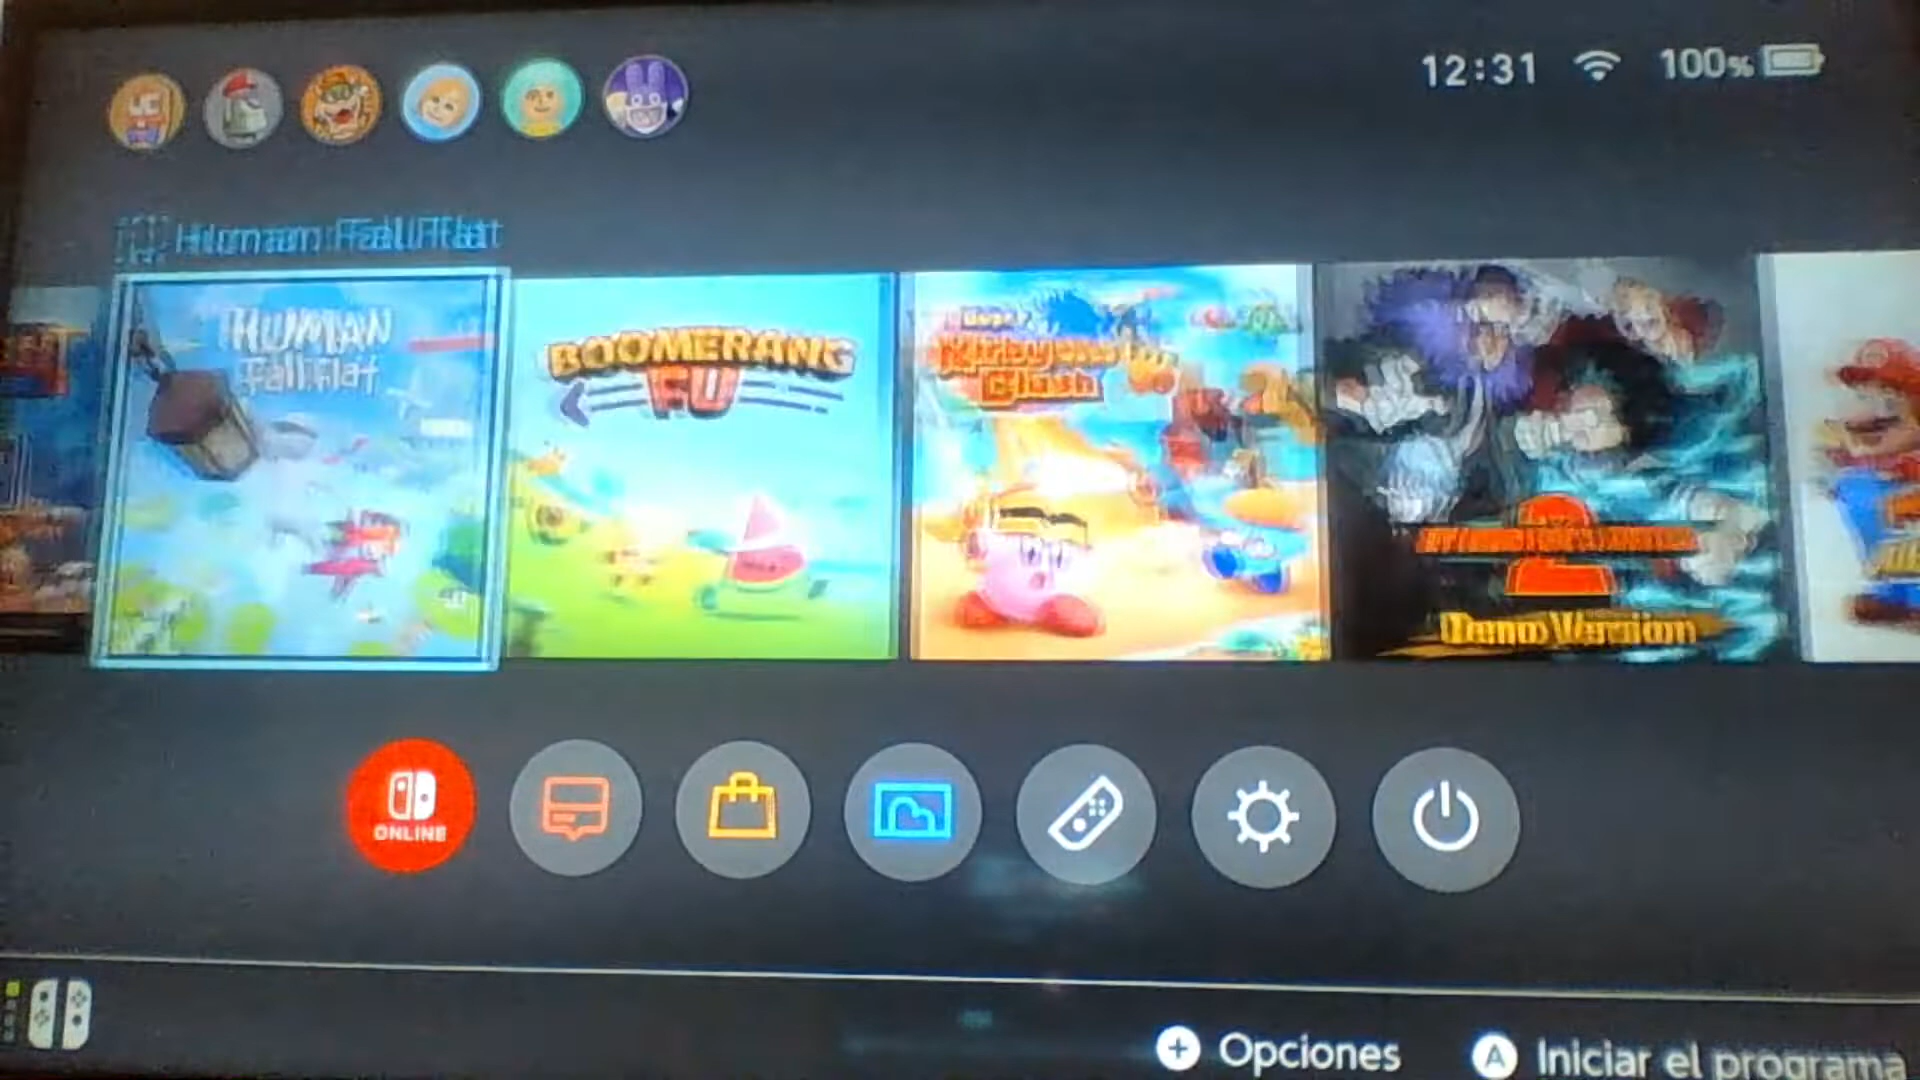 12:31 100%
Human: Fall Flat
HUMAN
Fall Flat
BOOMERANG
FU
Super
Kirby
Clash
Demo Version
ONLINE
+ Opciones A Iniciar el programa